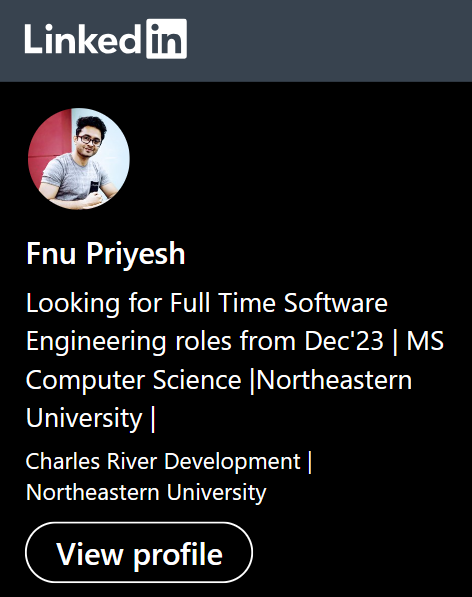 Linkedin
Fnu Priyesh
Looking for Full Time Software
Engineering roles from Dec'23 | MS
Computer Science |Northeastern
University |
Charles River Development |
Northeastern University
View profile